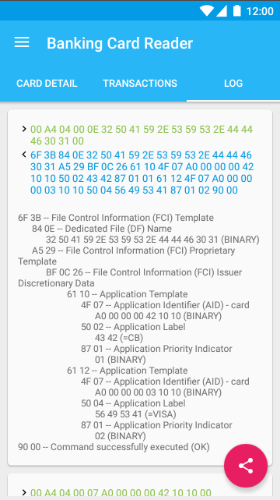 12:00
Banking Card Reader
CARD DETAIL TRANSACTIONS LOG
> 00 A4 04 00 0E 32 50 41 59 2E 53 59 53 2E 44 44
46 30 31 00
< 6F 3B 84 0E 32 50 41 59 2E 53 59 53 2E 44 44 46 30
31 A5 29 BF 0C 26 61 10 4F 07 A0 00 00 00 42 10
10 50 02 43 42 87 01 01 61 12 4F 07 A0 00 00
00 03 10 10 50 04 56 49 53 41 87 01 02 90 00
6F 3B -- File Control Information (FCI) Template
84 0E -- Dedicated File (DF) Name
32 50 41 59 2E 53 59 53 2E 44 44 46 30 31 (BINARY)
A5 29 -- File Control Information (FCI) Proprietary
Template
BF 0C 26 -- File Control Information (FCI) Issuer
Discretionary Data
61 10 -- Application Template
4F 07 -- Application Identifier (AID) - card
A0 00 00 00 42 10 10 (BINARY)
50 02 -- Application Label
43 42 (=CB)
87 01 -- Application Priority Indicator
01 (BINARY)
61 12 -- Application Template
4F 07 -- Application Identifier (AID) - card
A0 00 00 00 03 10 10 (BINARY)
50 04 -- Application Label
56 49 53 41 (=VISA)
87 01 -- Application Priority Indicator
02 (BINARY)
90 00 -- Command successfully executed (OK)
> 00 A4 04 00 07 A0 00 00 00 42 10 10 00